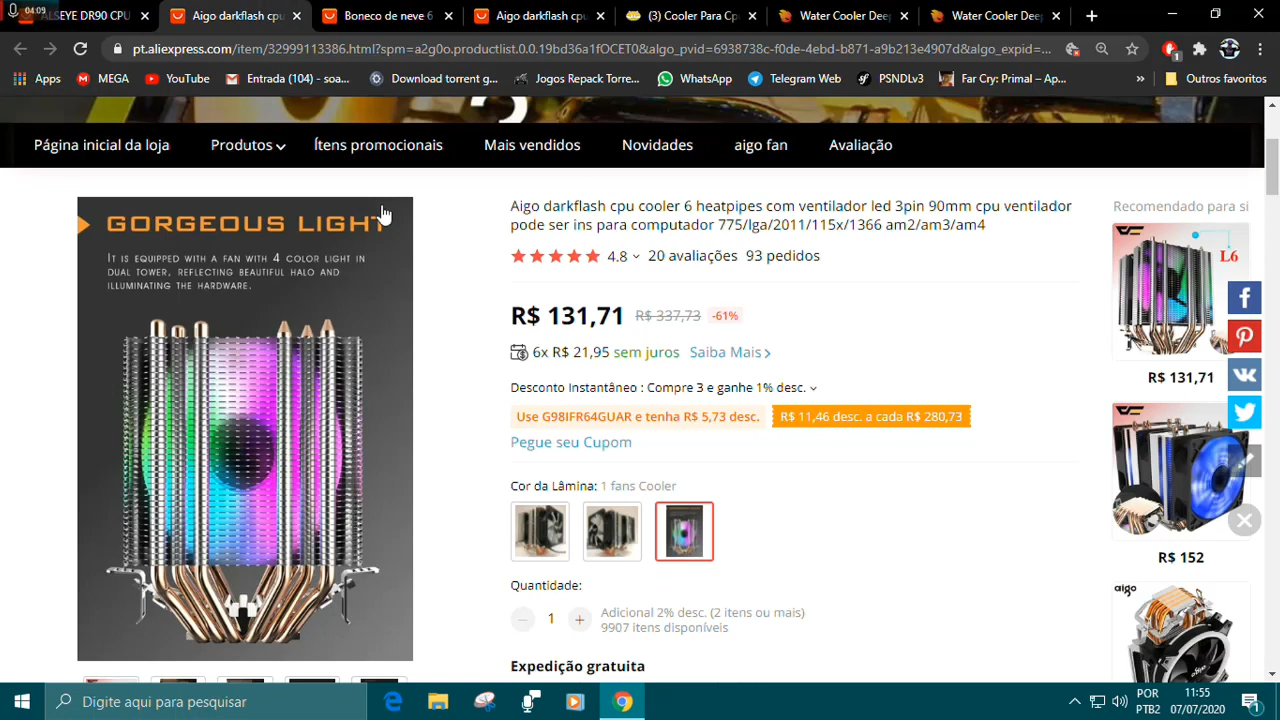 04:09
ALSEYE DR90 CPU
Aigo darkflash cpu
Boneco de neve 6
Aigo darkflash cpu
(3) Cooler Para Cp
Water Cooler Dee
Water Cooler Dee
pt.aliexpress.com/item/32999113386.html?spm=a2g0o.productlist.0.0.19bd36a1fOCET0&algo_pvid=6938738c-f0de-4ebd-b871-a9b213e4907d&algo_expid=...
1
Apps
MEGA
YouTube
Entrada (104) - soa...
Download torrent g...
Jogos Repack Torre...
WhatsApp
Telegram Web
PSNDLv3
Far Cry: Primal – Ap...
»
Outros favoritos
Página inicial da loja
Produtos
Ítens promocionais
Mais vendidos
Novidades
aigo fan
Avaliação
GORGEOUS LIGHT
IT IS EQUIPPED WITH A FAN WITH 4 COLOR LIGHT IN
DUAL TOWER, REFLECTING BEAUTIFUL HALO AND
ILLUMINATING THE HARDWARE.
Aigo darkflash cpu cooler 6 heatpipes com ventilador led 3pin 90mm cpu ventilador
pode ser ins para computador 775/lga/2011/115x/1366 am2/am3/am4
4.8 20 avaliações 93 pedidos
R$ 131,71 R$ 337,73 -61%
6x R$ 21,95 sem juros Saiba Mais
Desconto Instantâneo : Compre 3 e ganhe 1% desc.
Use G98IFR64GUAR e tenha R$ 5,73 desc.
R$ 11,46 desc. a cada R$ 280,73
Pegue seu Cupom
Cor da Lâmina: 1 fans Cooler
Quantidade:
1
Adicional 2% desc. (2 itens ou mais)
9907 itens disponíveis
Expedição gratuita
Recomendado para si
L6
R$ 131,71
R$ 152
aigo
Digite aqui para pesquisar
POR
PTB2
11:55
07/07/2020
1